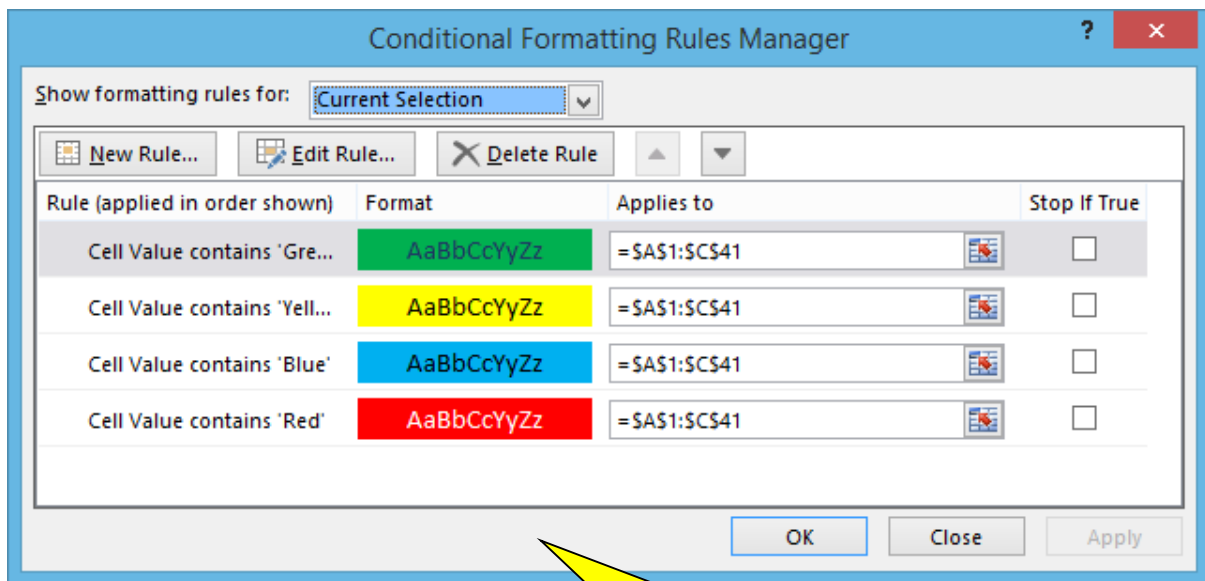 Conditional Formatting Rules Manager ? ×
Show formatting rules for: Current Selection
New Rule... Edit Rule... Delete Rule
Rule (applied in order shown) Format Applies to Stop If True
Cell Value contains 'Gre... AaBbCcYyZz =$A$1:$C$41
Cell Value contains 'Yell... AaBbCcYyZz =$A$1:$C$41
Cell Value contains 'Blue' AaBbCcYyZz =$A$1:$C$41
Cell Value contains 'Red' AaBbCcYyZz =$A$1:$C$41
OK Close Apply